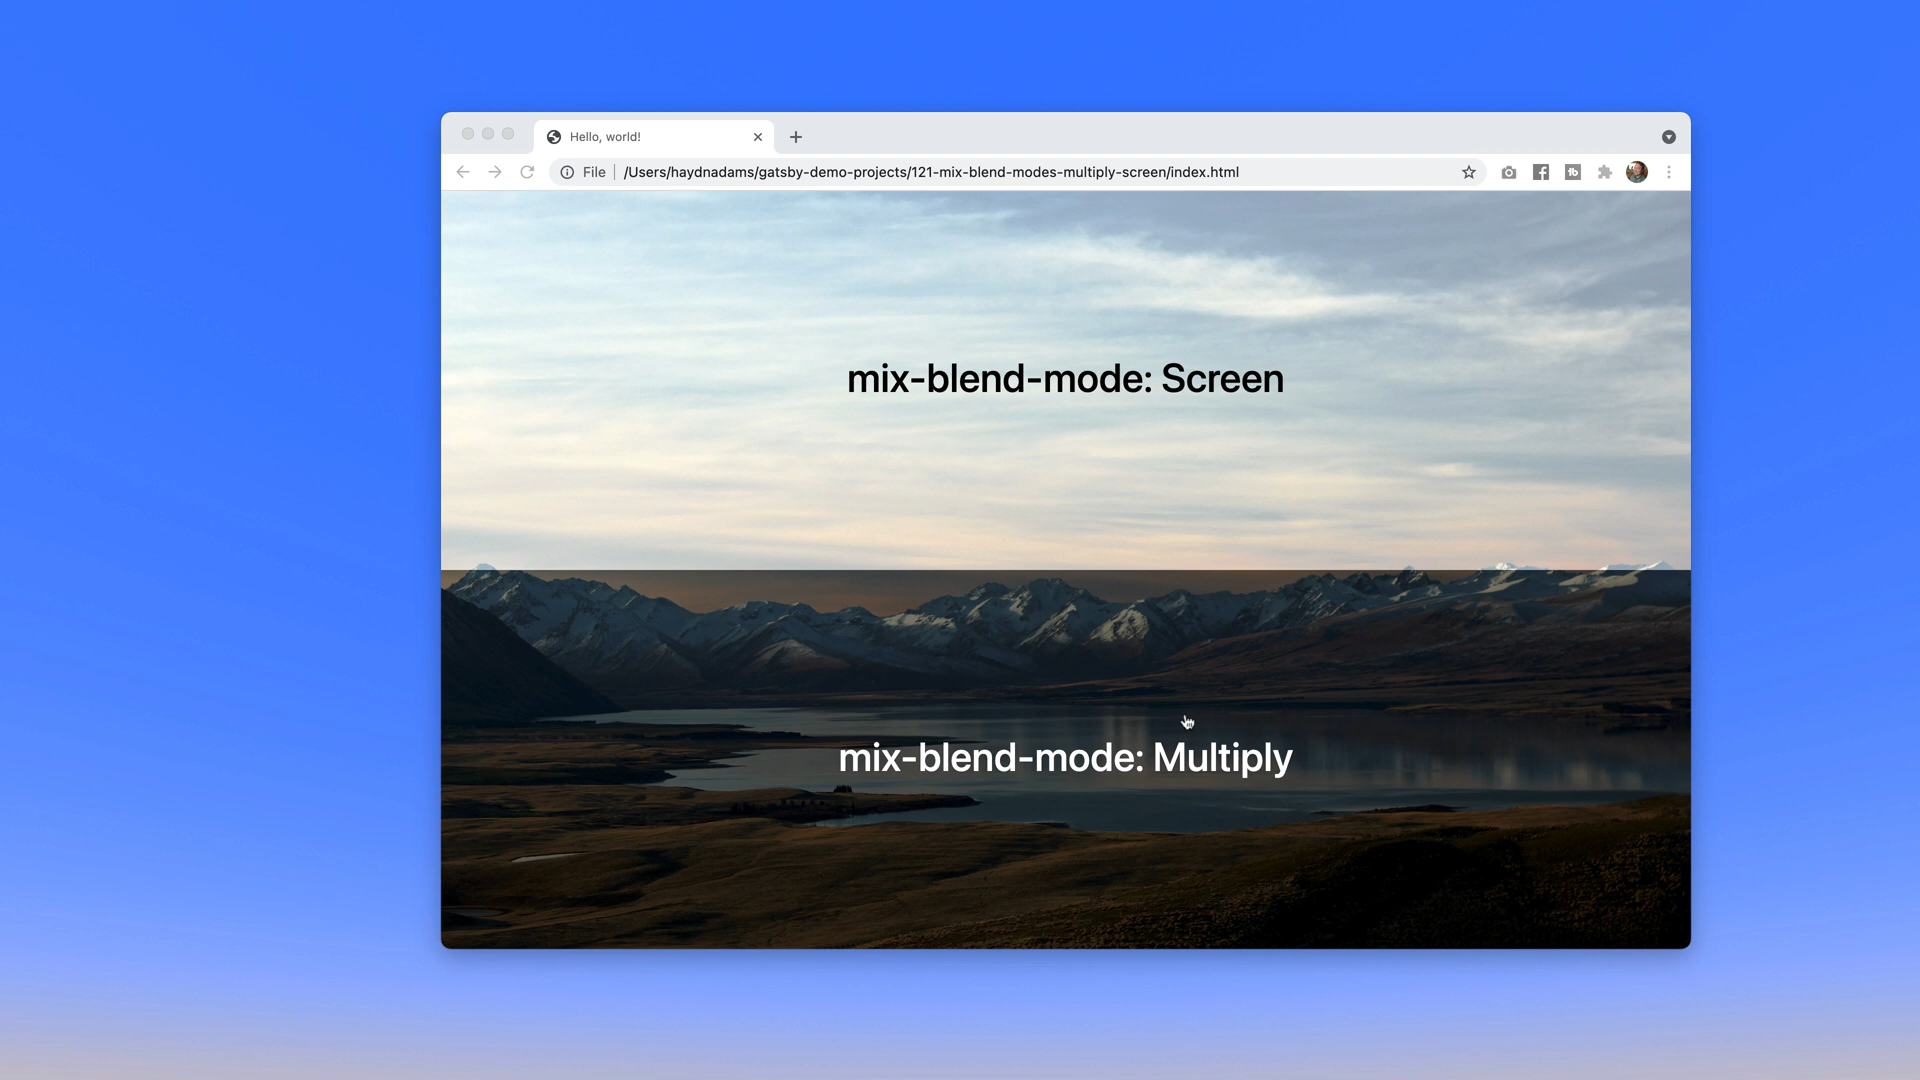 Hello, world!
File /Users/haydnadams/gatsby-demo-projects/121-mix-blend-modes-multiply-screen/index.html
mix-blend-mode: Screen
mix-blend-mode: Multiply